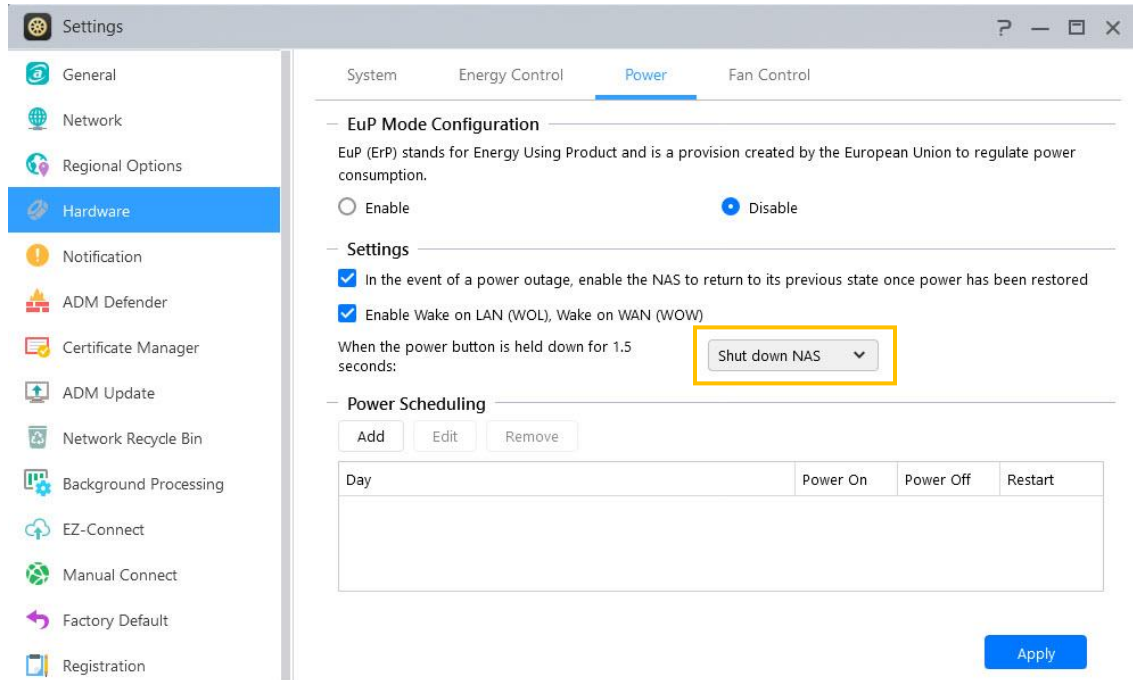 Settings
General
Network
Regional Options
Hardware
Notification
ADM Defender
Certificate Manager
ADM Update
Network Recycle Bin
Background Processing
EZ-Connect
Manual Connect
Factory Default
Registration
System Energy Control Power Fan Control
EuP Mode Configuration
EuP (ErP) stands for Energy Using Product and is a provision created by the European Union to regulate power
consumption.
Enable Disable
Settings
In the event of a power outage, enable the NAS to return to its previous state once power has been restored
Enable Wake on LAN (WOL), Wake on WAN (WOW)
When the power button is held down for 1.5
seconds:
Shut down NAS
Power Scheduling
Add Edit Remove
Day Power On Power Off Restart
Apply